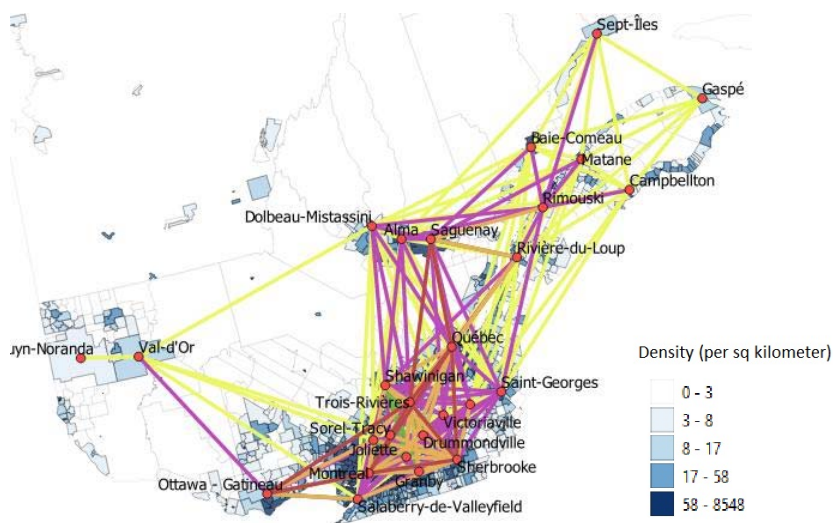 Sept-Îles
Gaspé
Baie-Comeau
Matane
Campbellton
Rimouski
Dolbeau-Mistassini
Alma
Saguenay
Rivière-du-Loup
uyn-Noranda
Val-d'Or
Québec
Density (per sq kilometer)
Shawinigan
Saint-Georges
0 - 3
Trois-Rivières
3 - 8
Victoriaville
Sorel-Tracy
8 - 17
Drummondville
Joliette
17 - 58
Montréal
Sherbrooke
Granby
Ottawa - Gatineau
58 - 8548
Salaberry-de-Valleyfield